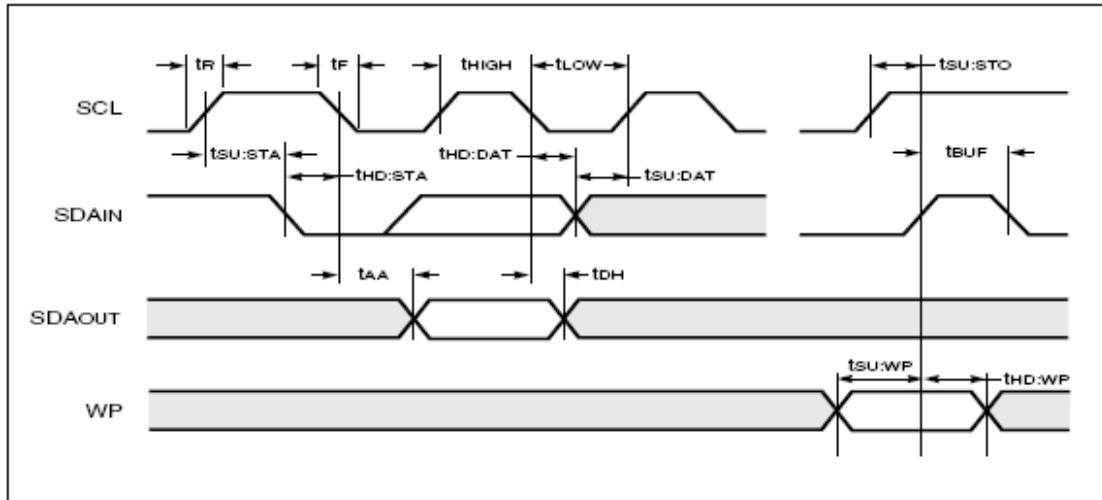 tR tF tHIGH tLOW tSU:STO
SCL
tSU:STA tHD:STA tHD:DAT tSU:DAT tBUF
SDAIN
tAA tDH
SDAOUT
tSU:WP tHD:WP
WP